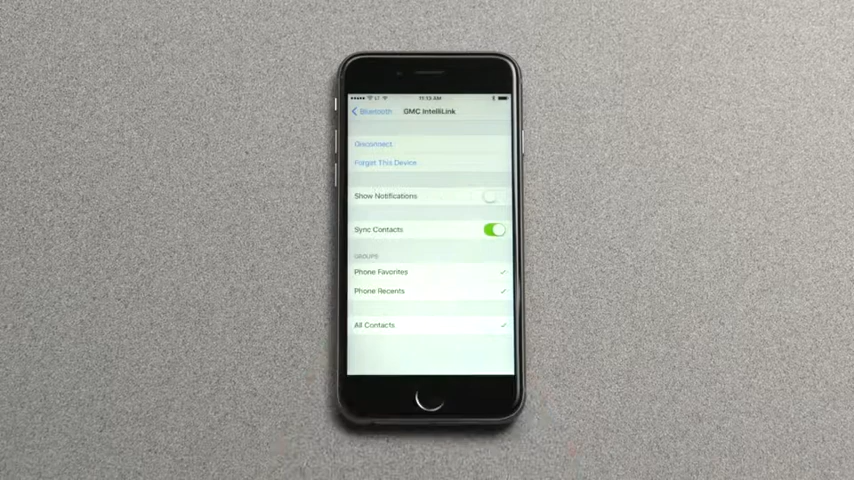 11:13 AM
Bluetooth GMC IntelliLink
Disconnect
Forget This Device
Show Notifications
Sync Contacts
GROUPS
Phone Favorites
Phone Recents
All Contacts